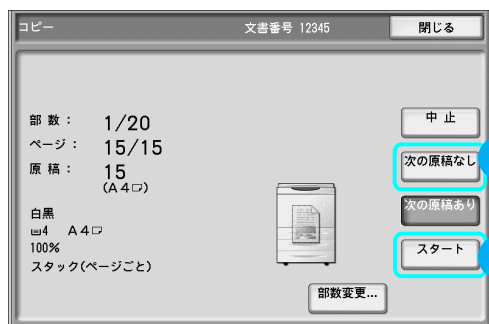 コピー 文書番号 12345 閉じる
部 数： 1/20
ページ： 15/15
原 稿： 15
(A4)
白黒
4 A4
100%
スタック(ページごと)
中 止
次の原稿なし
次の原稿あり
スタート
部数変更...